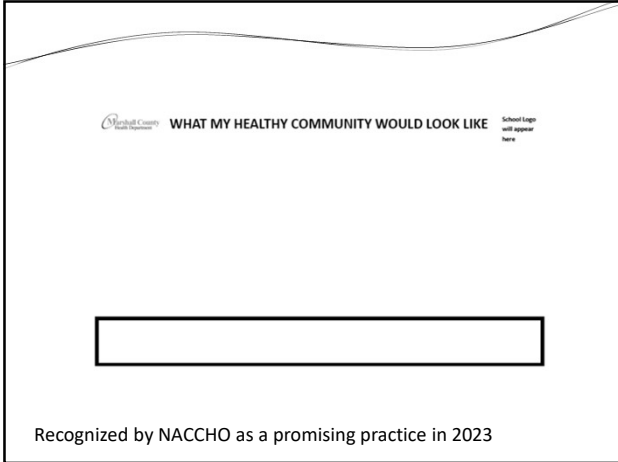 Marshall County
Health Department
WHAT MY HEALTHY COMMUNITY WOULD LOOK LIKE
School Logo
will appear
here
Recognized by NACCHO as a promising practice in 2023